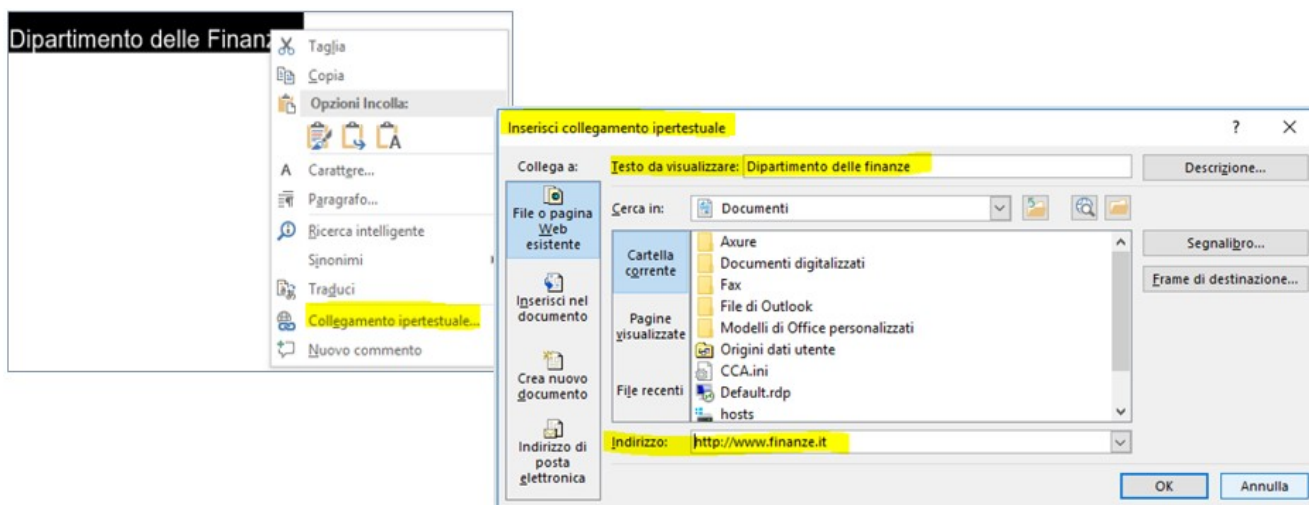 Dipartimento delle Finanz
Taglia
Copia
Opzioni Incolla:
Carattere...
Paragrafo...
Ricerca intelligente
Sinonimi
Traduci
Collegamento ipertestuale...
Nuovo commento
Inserisci collegamento ipertestuale
Collega a:
Testo da visualizzare: Dipartimento delle finanze
Descrizione...
File o pagina
Web
esistente
Inserisci nel
documento
Crea nuovo
documento
Indirizzo di
posta
elettronica
Cerca in:
Documenti
Cartella
corrente
Pagine
visualizzate
File recenti
Axure
Documenti digitalizzati
Fax
File di Outlook
Modelli di Office personalizzati
Origini dati utente
CCA.ini
Default.rdp
hosts
Segnalibro...
Frame di destinazione...
Indirizzo: http://www.finanze.it
OK
Annulla